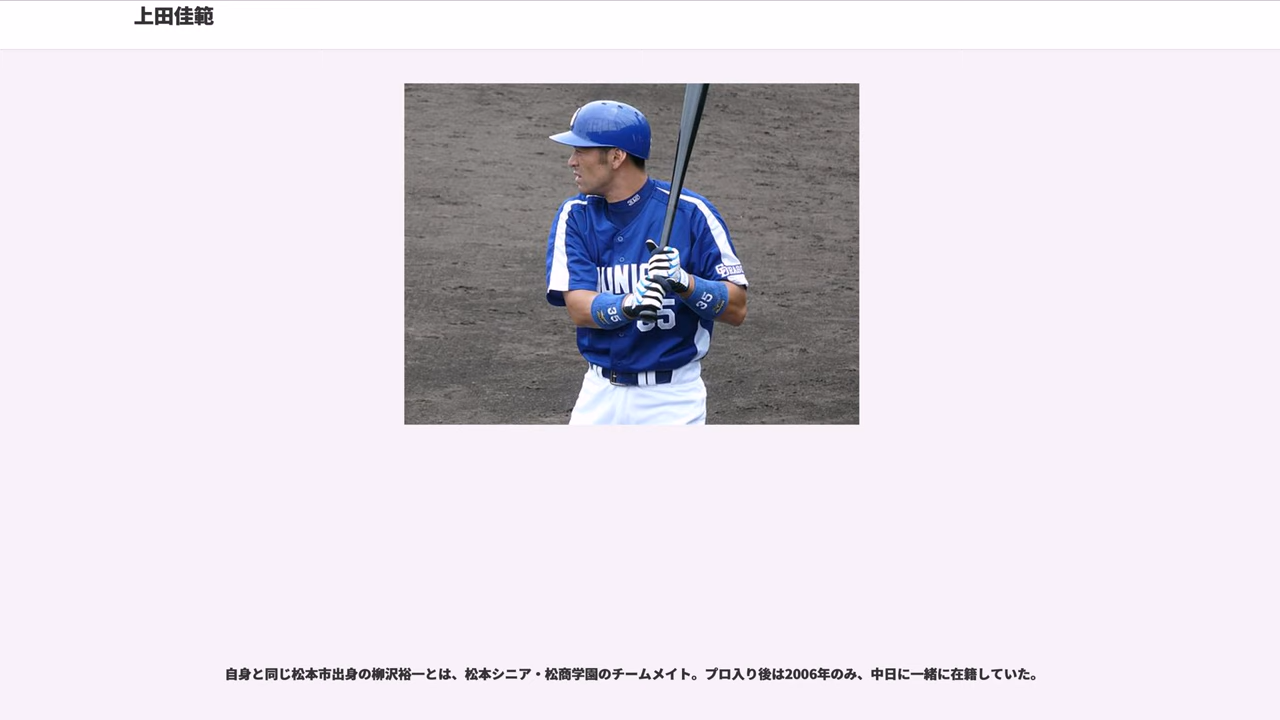 上田佳範
35
35
自身と同じ松本市出身の柳沢裕一とは、松本シニア・松商学園のチームメイト。プロ入り後は2006年のみ、中日に一緒に在籍していた。